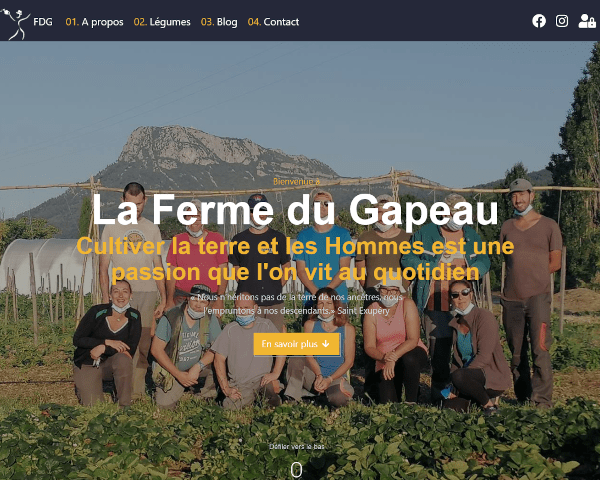 FDG 01. A propos 02. Légumes 03. Blog 04. Contact
Bienvenue à
La Ferme du Gapeau
Cultiver la terre et les Hommes est une
passion que l'on vit au quotidien
« Nous n'héritons pas de la terre de nos ancêtres, nous
l'empruntons à nos descendants.» Saint Exupéry
En savoir plus
Défiler vers le bas